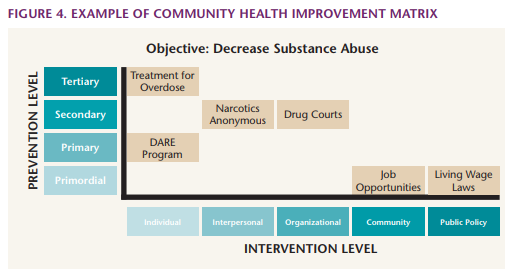 FIGURE 4. EXAMPLE OF COMMUNITY HEALTH IMPROVEMENT MATRIX
Objective: Decrease Substance Abuse
PREVENTION LEVEL
Tertiary
Treatment for
Overdose
Secondary
Narcotics
Anonymous
Drug Courts
Primary
DARE
Program
Primordial
Job
Opportunities
Living Wage
Laws
Individual
Interpersonal
Organizational
Community
Public Policy
INTERVENTION LEVEL